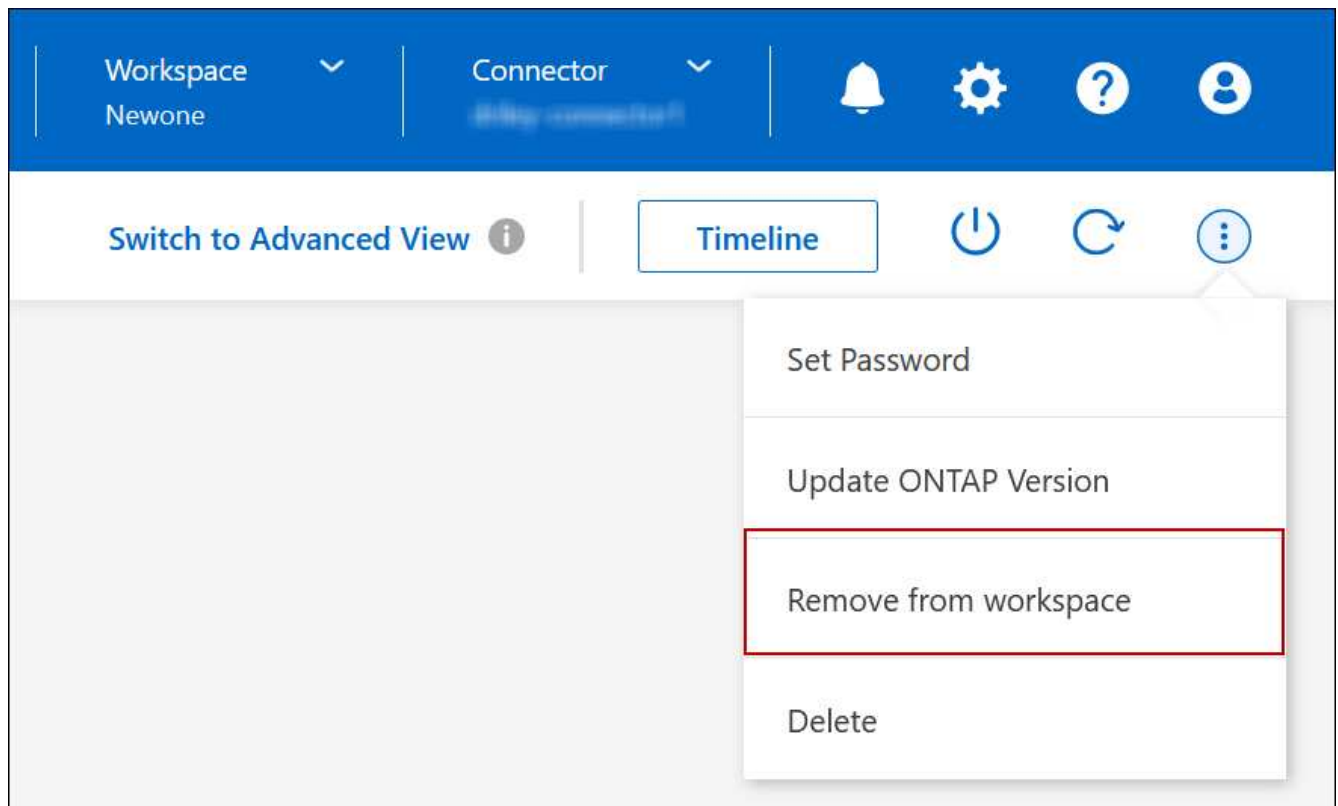 Workspace
Newone
Connector
Switch to Advanced View
Timeline
Set Password
Update ONTAP Version
Remove from workspace
Delete